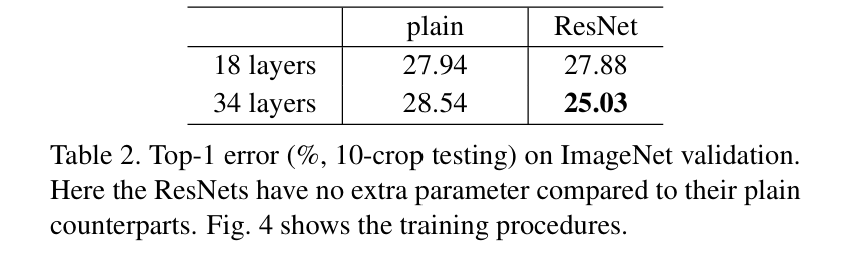 plain ResNet
18 layers 27.94 27.88
34 layers 28.54 25.03
Table 2. Top-1 error (%, 10-crop testing) on ImageNet validation.
Here the ResNets have no extra parameter compared to their plain
counterparts. Fig. 4 shows the training procedures.